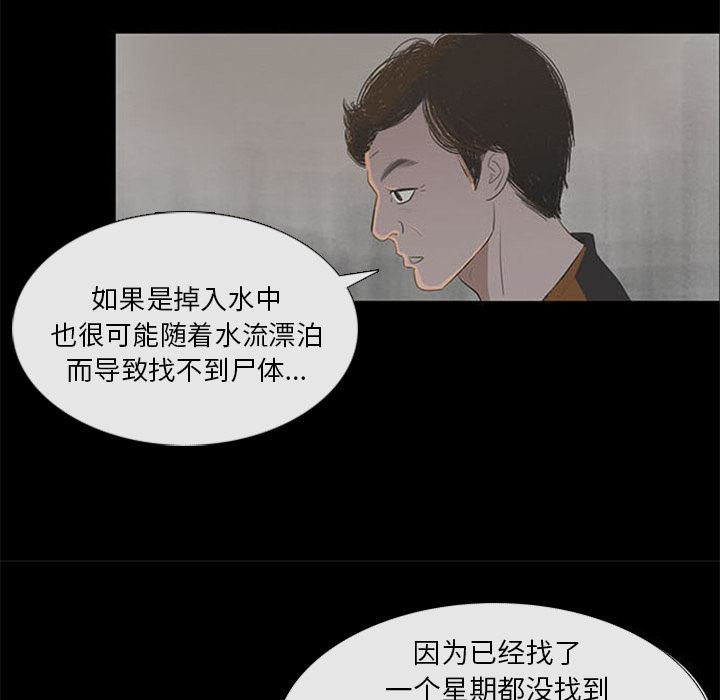 如果是掉入水中
也很可能随着水流漂泊
而导致找不到尸体...
因为已经找了
一个星期都没找到